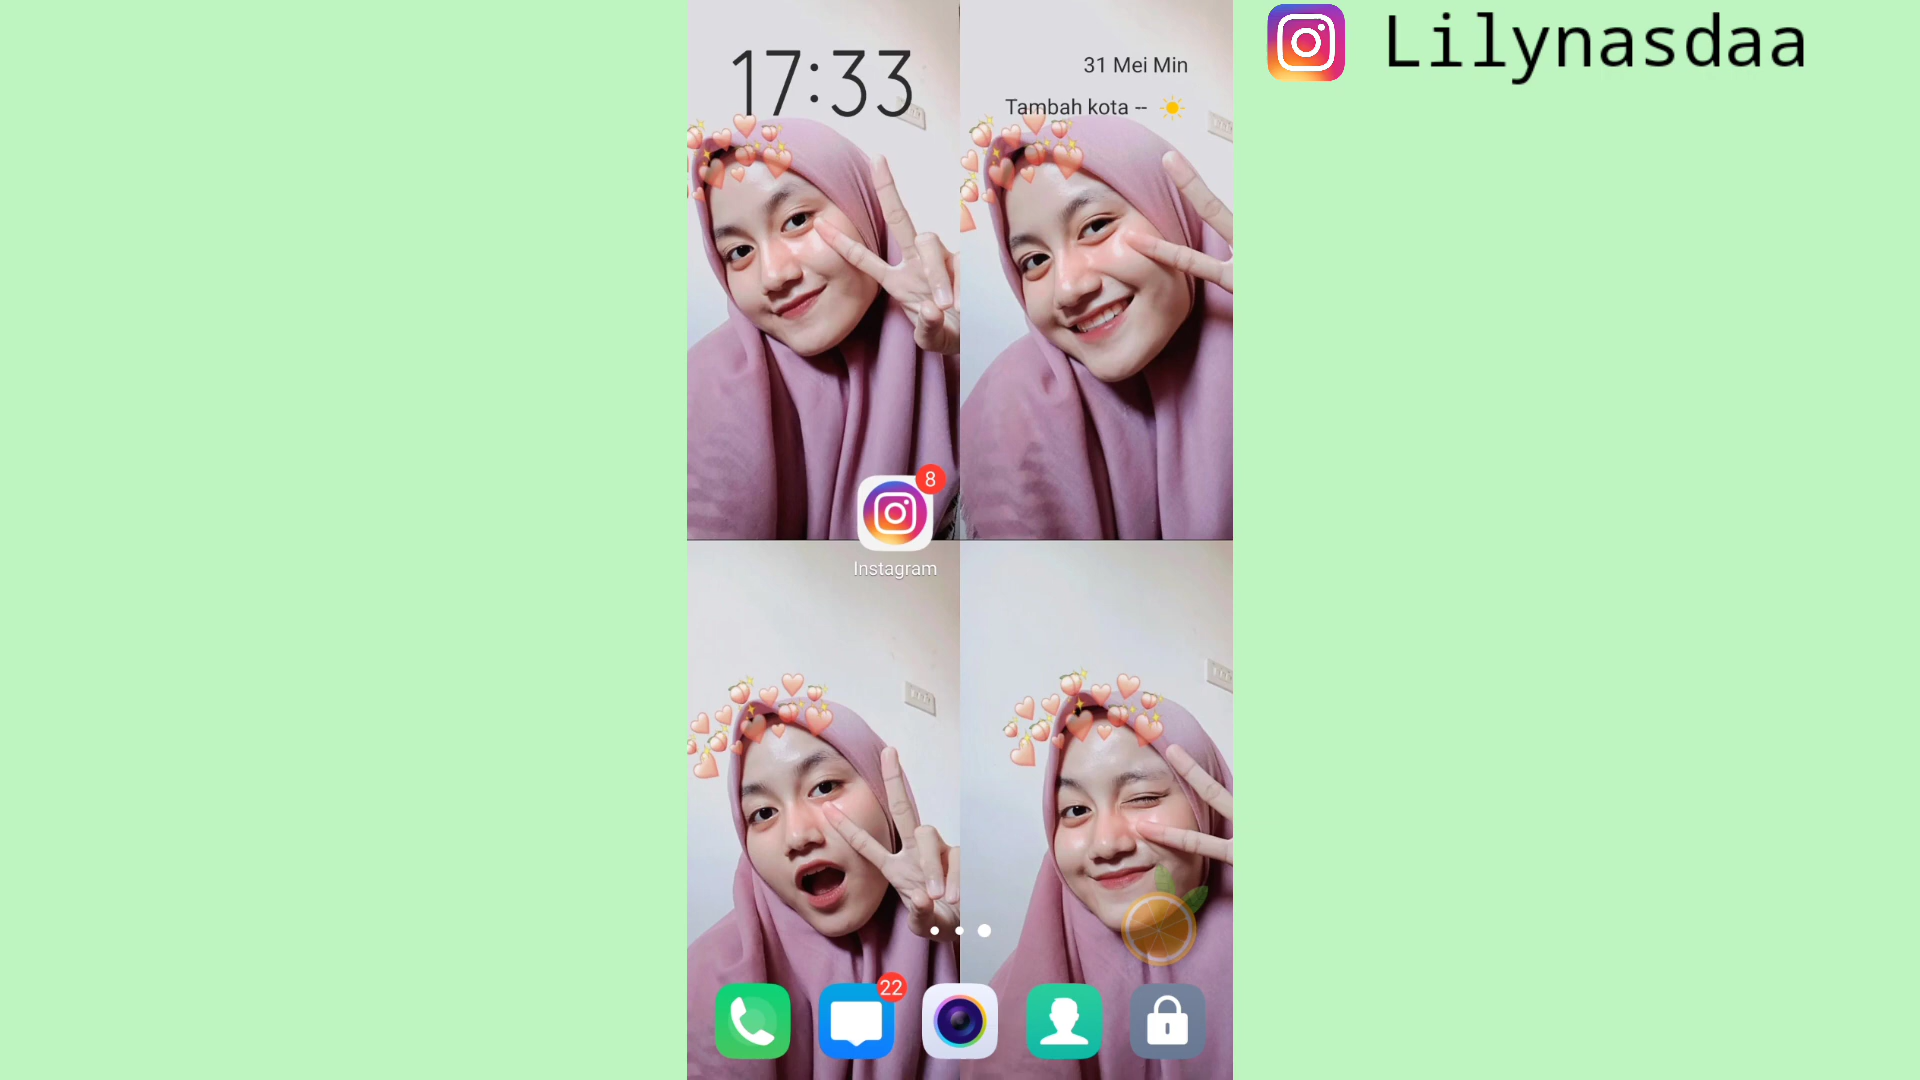 Lilynasdaa
17:33
31 Mei Min
Tambah kota --
8
Instagram
22